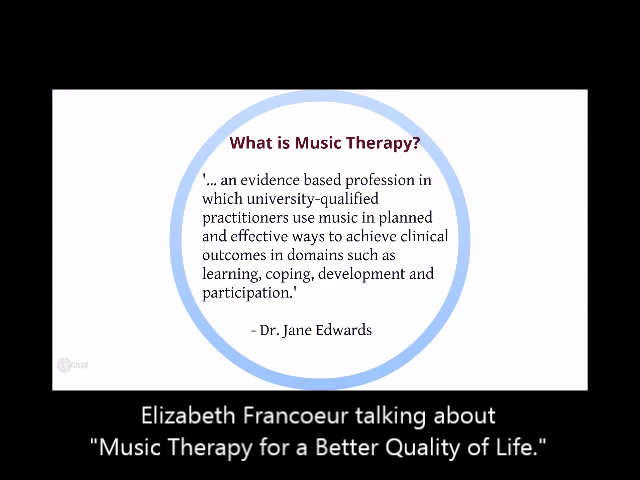 What is Music Therapy?
'... an evidence based profession in
which university-qualified
practitioners use music in planned
and effective ways to achieve clinical
outcomes in domains such as
learning, coping, development and
participation.'
- Dr. Jane Edwards
Prezi
Elizabeth Francoeur talking about
"Music Therapy for a Better Quality of Life."